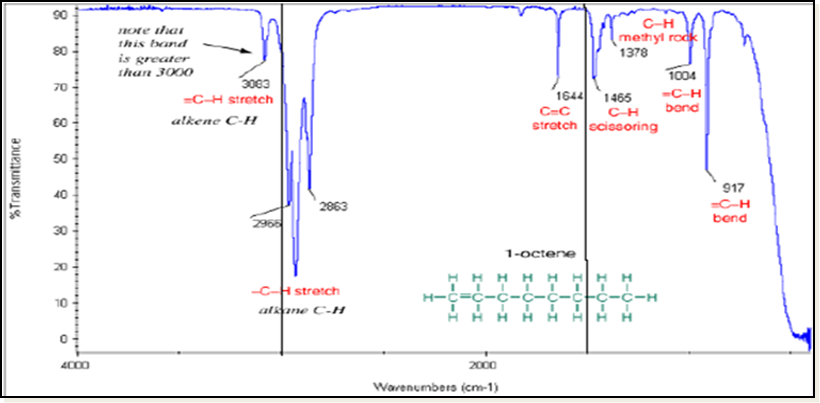 note that
this band
is greater
than 3000
3083
=C–H stretch
alkene C-H
2966
2863
–C–H stretch
alkane C-H
1644
C=C
stretch
1465
C–H
scissoring
C–H
methyl rock
1378
1004
=C–H
bend
917
=C–H
bend
1-octene
H H H H H H H H
H–C=C–C–C–C–C–C–C–H
H H H H H H H
%Transmittance
90
80
70
60
50
40
30
20
10
0
4000
2000
Wavenumbers (cm-1)